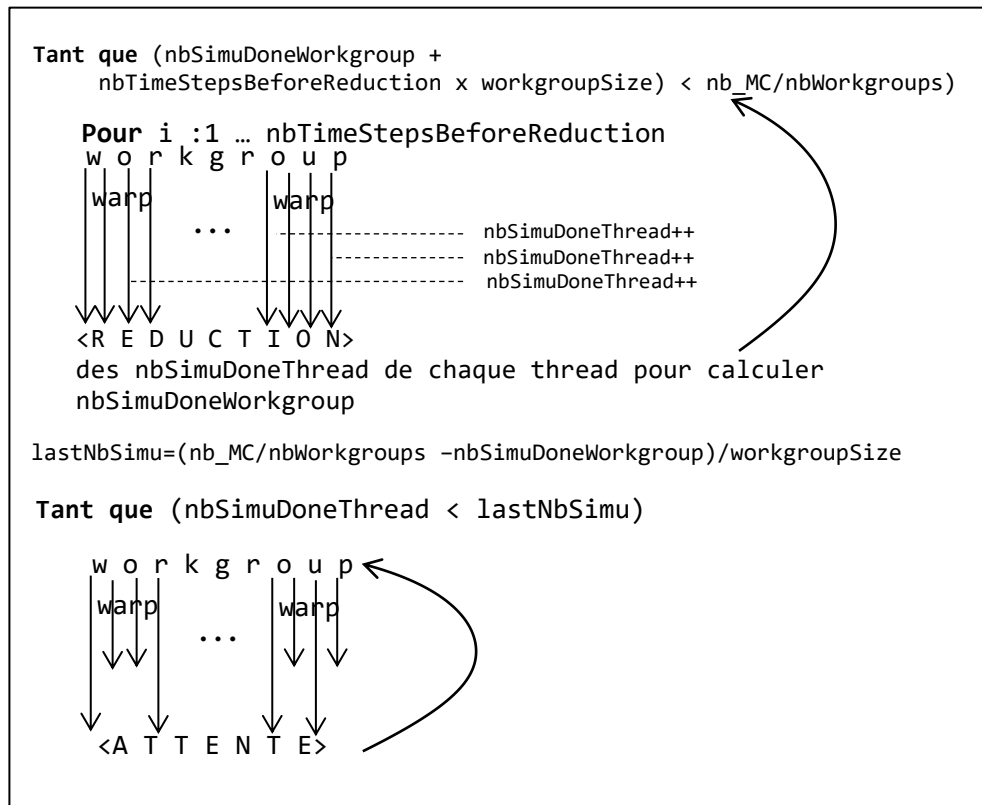 Tant que (nbSimuDoneWorkgroup +
nbTimeStepsBeforeReduction x workgroupSize) < nb_MC/nbWorkgroups)
Pour i :1 … nbTimeStepsBeforeReduction
w o r k g r o u p
warp warp
...
nbSimuDoneThread++
nbSimuDoneThread++
nbSimuDoneThread++
<R E D U C T I O N>
des nbSimuDoneThread de chaque thread pour calculer
nbSimuDoneWorkgroup
lastNbSimu=(nb_MC/nbWorkgroups –nbSimuDoneWorkgroup)/workgroupSize
Tant que (nbSimuDoneThread < lastNbSimu)
w o r k g r o u p
warp warp
...
<A T T E N T E>